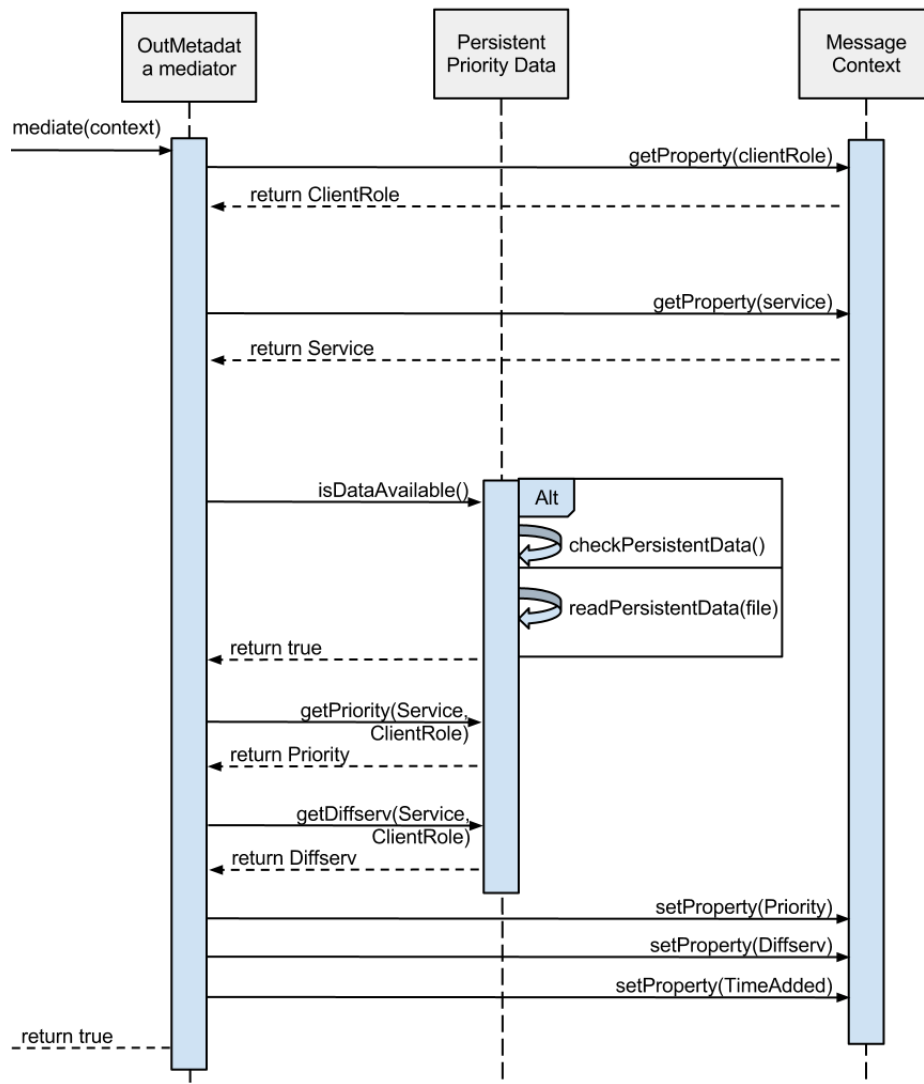 OutMetadat
a mediator
Persistent
Priority Data
Message
Context
mediate(context)
getProperty(clientRole)
return ClientRole
getProperty(service)
return Service
isDataAvailable()
Alt
checkPersistentData()
readPersistentData(file)
return true
getPriority(Service,
ClientRole)
return Priority
getDiffserv(Service,
ClientRole)
return Diffserv
setProperty(Priority)
setProperty(Diffserv)
setProperty(TimeAdded)
return true